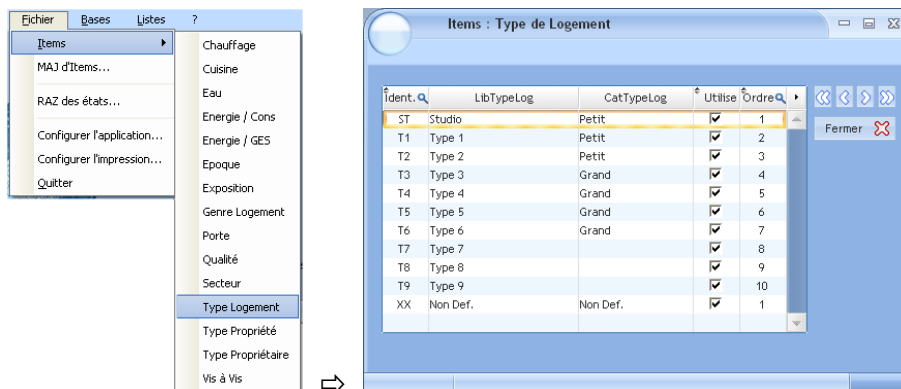 Fichier Bases Listes ?
Items
MAJ d'Items...
RAZ des états...
Configurer l'application...
Configurer l'impression...
Quitter
Chauffage
Cuisine
Eau
Energie / Cons
Energie / GES
Epoque
Exposition
Genre Logement
Porte
Qualité
Secteur
Type Logement
Type Propriété
Type Propriétaire
Vis à Vis
⇨
Items : Type de Logement
Ident. LibTypeLog CatTypeLog Utilise Ordre
ST Studio Petit 1
T1 Type 1 Petit 2
T2 Type 2 Petit 3
T3 Type 3 Grand 4
T4 Type 4 Grand 5
T5 Type 5 Grand 6
T6 Type 6 Grand 7
T7 Type 7 8
T8 Type 8 9
T9 Type 9 10
XX Non Def. Non Def. 1
Fermer